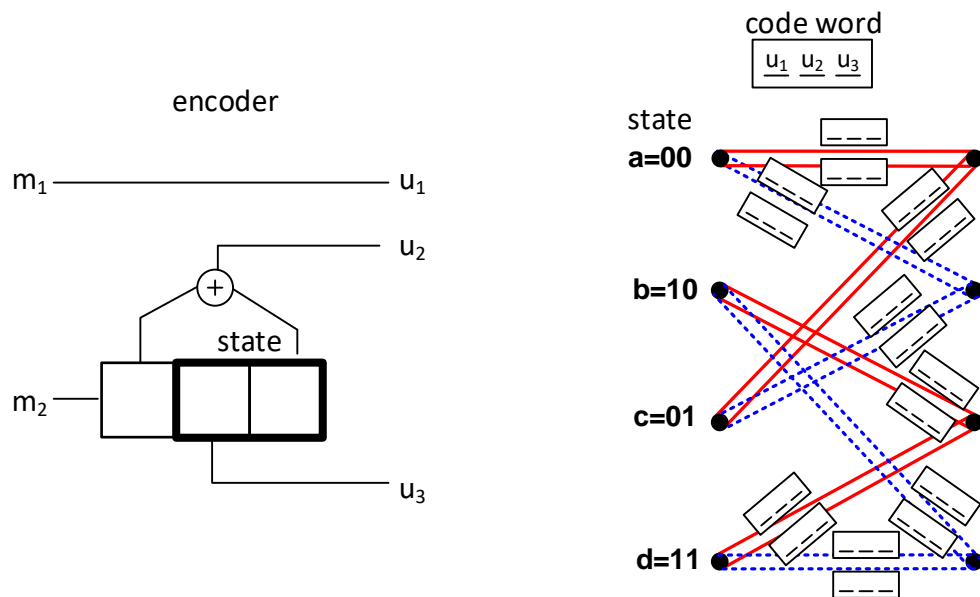 encoder
m₁
u₁
u₂
+
state
m₂
u₃
code word
u₁ u₂ u₃
state
a=00
b=10
c=01
d=11